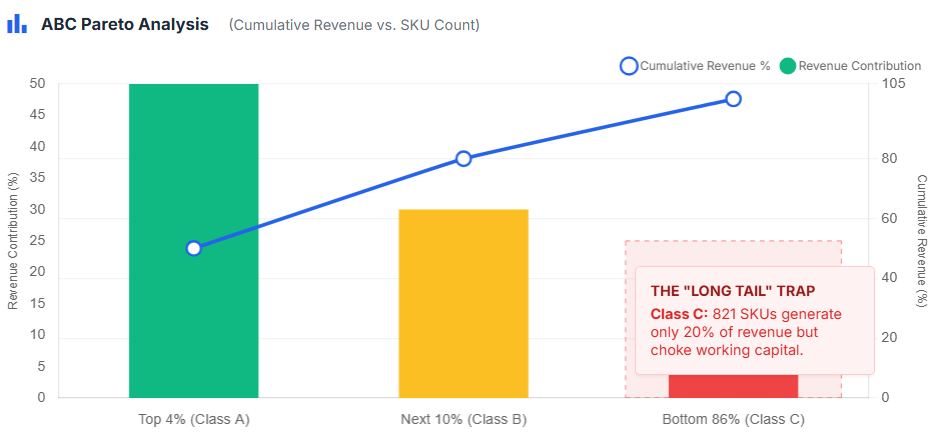 ABC Pareto Analysis (Cumulative Revenue vs. SKU Count)
Cumulative Revenue % Revenue Contribution
50
45
40
35
30
25
20
15
10
5
0
Revenue Contribution (%)
105
80
60
40
20
0
Cumulative Revenue (%)
THE "LONG TAIL" TRAP
Class C: 821 SKUs generate
only 20% of revenue but
choke working capital.
Top 4% (Class A) Next 10% (Class B) Bottom 86% (Class C)